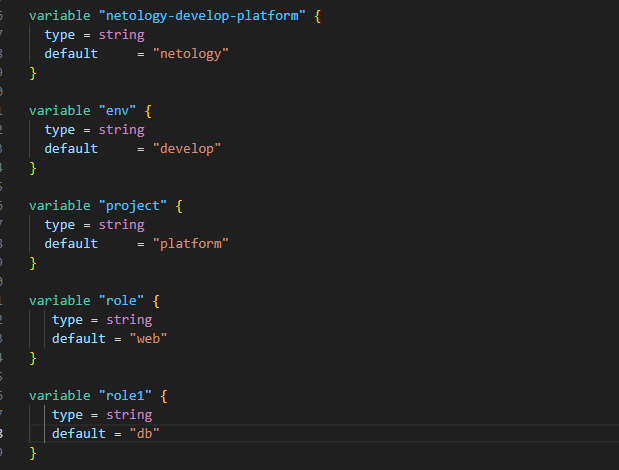 variable "netology-develop-platform" {
type = string
default = "netology"
}
variable "env" {
type = string
default = "develop"
}
variable "project" {
type = string
default = "platform"
}
variable "role" {
type = string
default = "web"
}
variable "role1" {
type = string
default = "db"
}